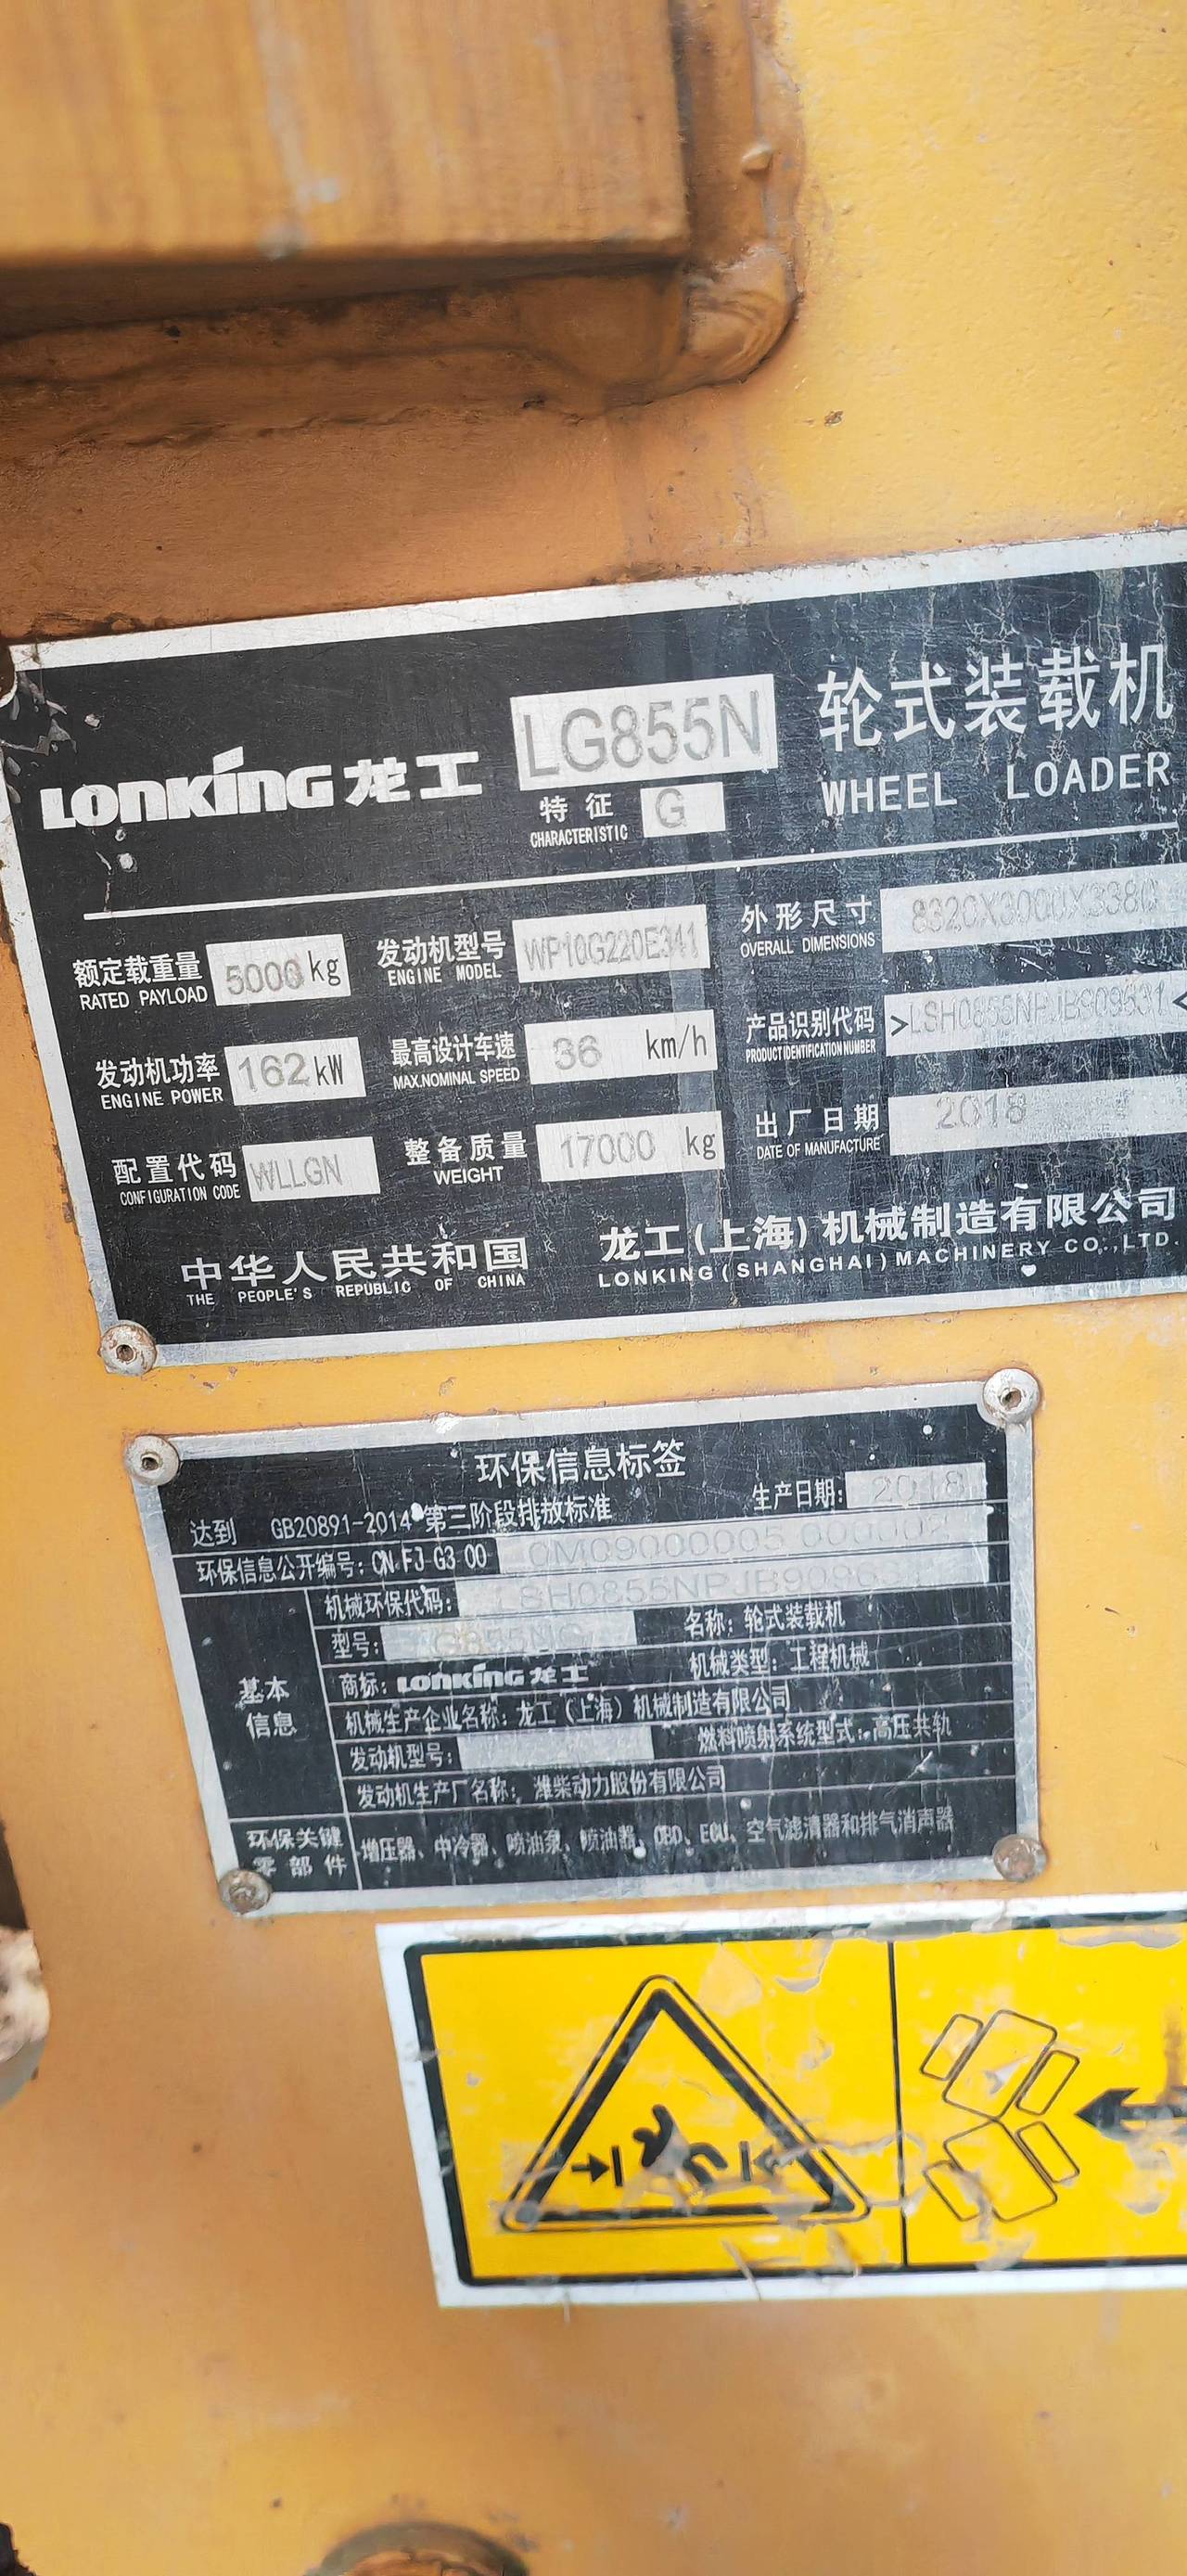 LONKING 龙工 LG855N 轮式装载机
特征 G WHEEL LOADER
CHARACTERISTIC
额定载重量 5000 kg 发动机型号 WP10G220E341 外形尺寸 8320X3000X3380
RATED PAYLOAD ENGINE MODEL OVERALL DIMENSIONS
发动机功率 162 kW 最高设计车速 36 km/h 产品识别代码 >LSH0855NPJB909631<
ENGINE POWER MAX.NOMINAL SPEED PRODUCT IDENTIFICATION NUMBER
配置代码 WLLGN 整备质量 17000 kg 出厂日期 2018
CONFIGURATION CODE WEIGHT DATE OF MANUFACTURE
中华人民共和国 龙工(上海)机械制造有限公司
THE PEOPLE'S REPUBLIC OF CHINA LONKING(SHANGHAI)MACHINERY CO.,LTD.
环保信息标签
达到 GB20891-2014 第三阶段排放标准 生产日期: 2018
环保信息公开编号: CN FJ G3 00 0M09000005 000002
基本信息
机械环保代码: LSH0855NPJB90963
型号: 名称: 轮式装载机
商标: LONKING 龙工 机械类型: 工程机械
机械生产企业名称: 龙工(上海)机械制造有限公司
发动机型号: 燃料喷射系统型式: 高压共轨
发动机生产厂名称: 潍柴动力股份有限公司
环保关键零部件 增压器、中冷器、喷油泵、喷油器、OBD、ECU、空气滤清器和排气消声器